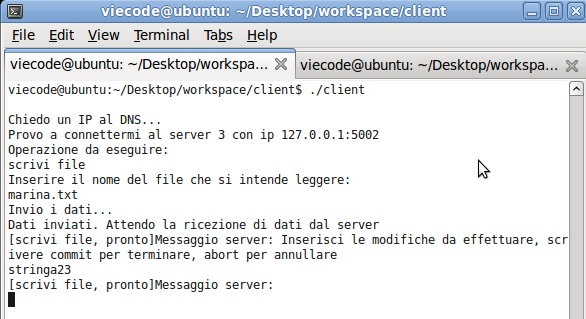 viecode@ubuntu: ~/Desktop/workspace/client
File Edit View Terminal Tabs Help
viecode@ubuntu: ~/Desktop/workspa... viecode@ubuntu: ~/Desktop/workspa...
viecode@ubuntu:~/Desktop/workspace/client$ ./client
Chiedo un IP al DNS...
Provo a connettermi al server 3 con ip 127.0.0.1:5002
Operazione da eseguire:
scrivi file
Inserire il nome del file che si intende leggere:
marina.txt
Invio i dati...
Dati inviati. Attendo la ricezione di dati dal server
[scrivi file, pronto]Messaggio server: Inserisci le modifiche da effettuare, scr
ivere commit per terminare, abort per annullare
stringa23
[scrivi file, pronto]Messaggio server: